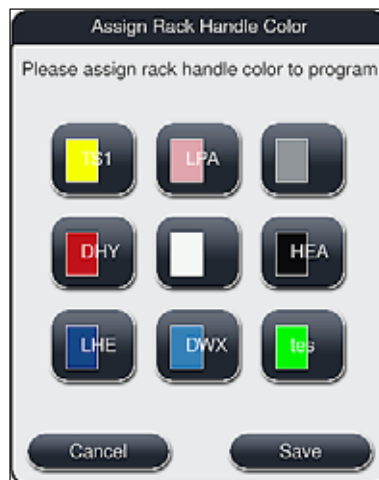 Assign Rack Handle Color
Please assign rack handle color to program
TS1 LPA
DHY HEA
LHE DWX tes
Cancel Save